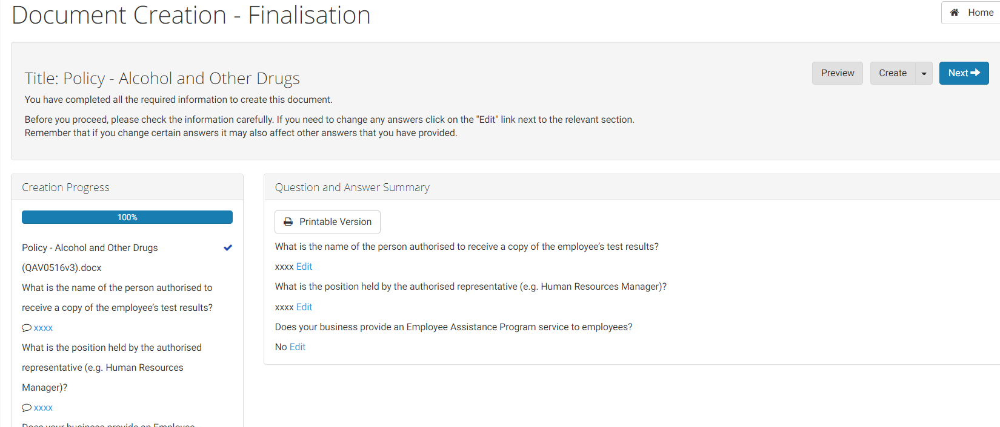 Document Creation - Finalisation
Home
Title: Policy - Alcohol and Other Drugs
Preview
Create
Next
You have completed all the required information to create this document.
Before you proceed, please check the information carefully. If you need to change any answers click on the "Edit" link next to the relevant section.
Remember that if you change certain answers it may also affect other answers that you have provided.
Creation Progress
100%
Policy - Alcohol and Other Drugs
(QAV0516v3).docx
What is the name of the person authorised to
receive a copy of the employee’s test results?
xxxx
What is the position held by the authorised
representative (e.g. Human Resources
Manager)?
xxxx
Does your business provide an Employee
Question and Answer Summary
Printable Version
What is the name of the person authorised to receive a copy of the employee’s test results?
xxxx Edit
What is the position held by the authorised representative (e.g. Human Resources Manager)?
xxxx Edit
Does your business provide an Employee Assistance Program service to employees?
No Edit